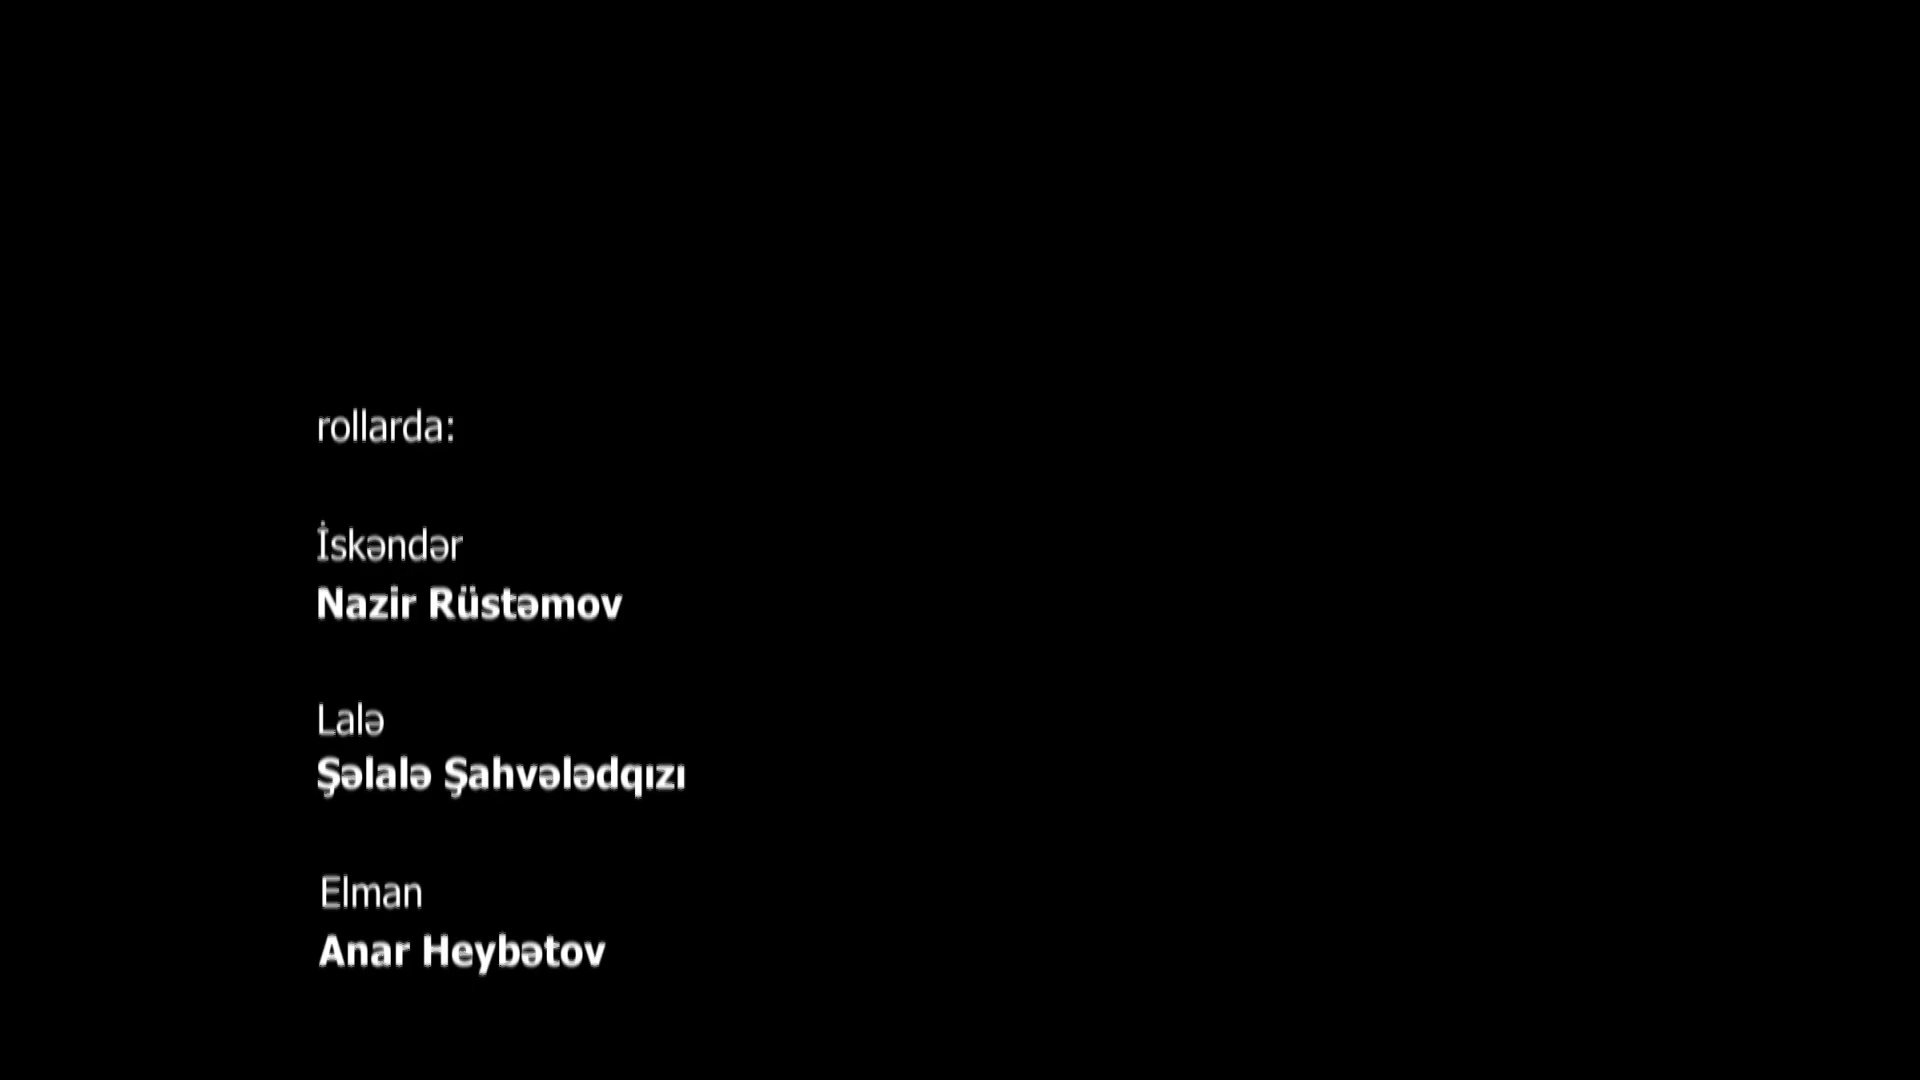 rollarda:
İskəndər
Nazir Rüstəmov
Lalə
Şəlalə Şahvələdqızı
Elman
Anar Heybətov